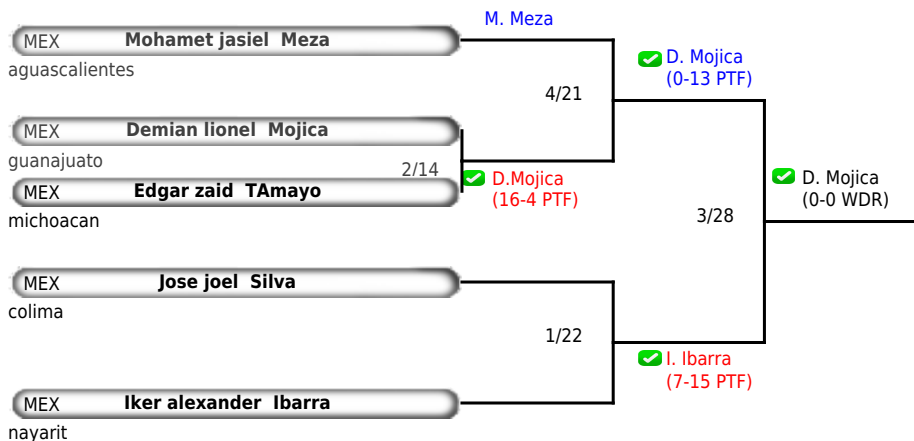 M. Meza
MEX Mohamet jasiel Meza
aguascalientes
D. Mojica
(0-13 PTF)
4/21
MEX Demian lionel Mojica
guanajuato
2/14
D.Mojica
(16-4 PTF)
MEX Edgar zaid TAmayo
michoacan
D. Mojica
(0-0 WDR)
3/28
MEX Jose joel Silva
colima
1/22
I. Ibarra
(7-15 PTF)
MEX Iker alexander Ibarra
nayarit